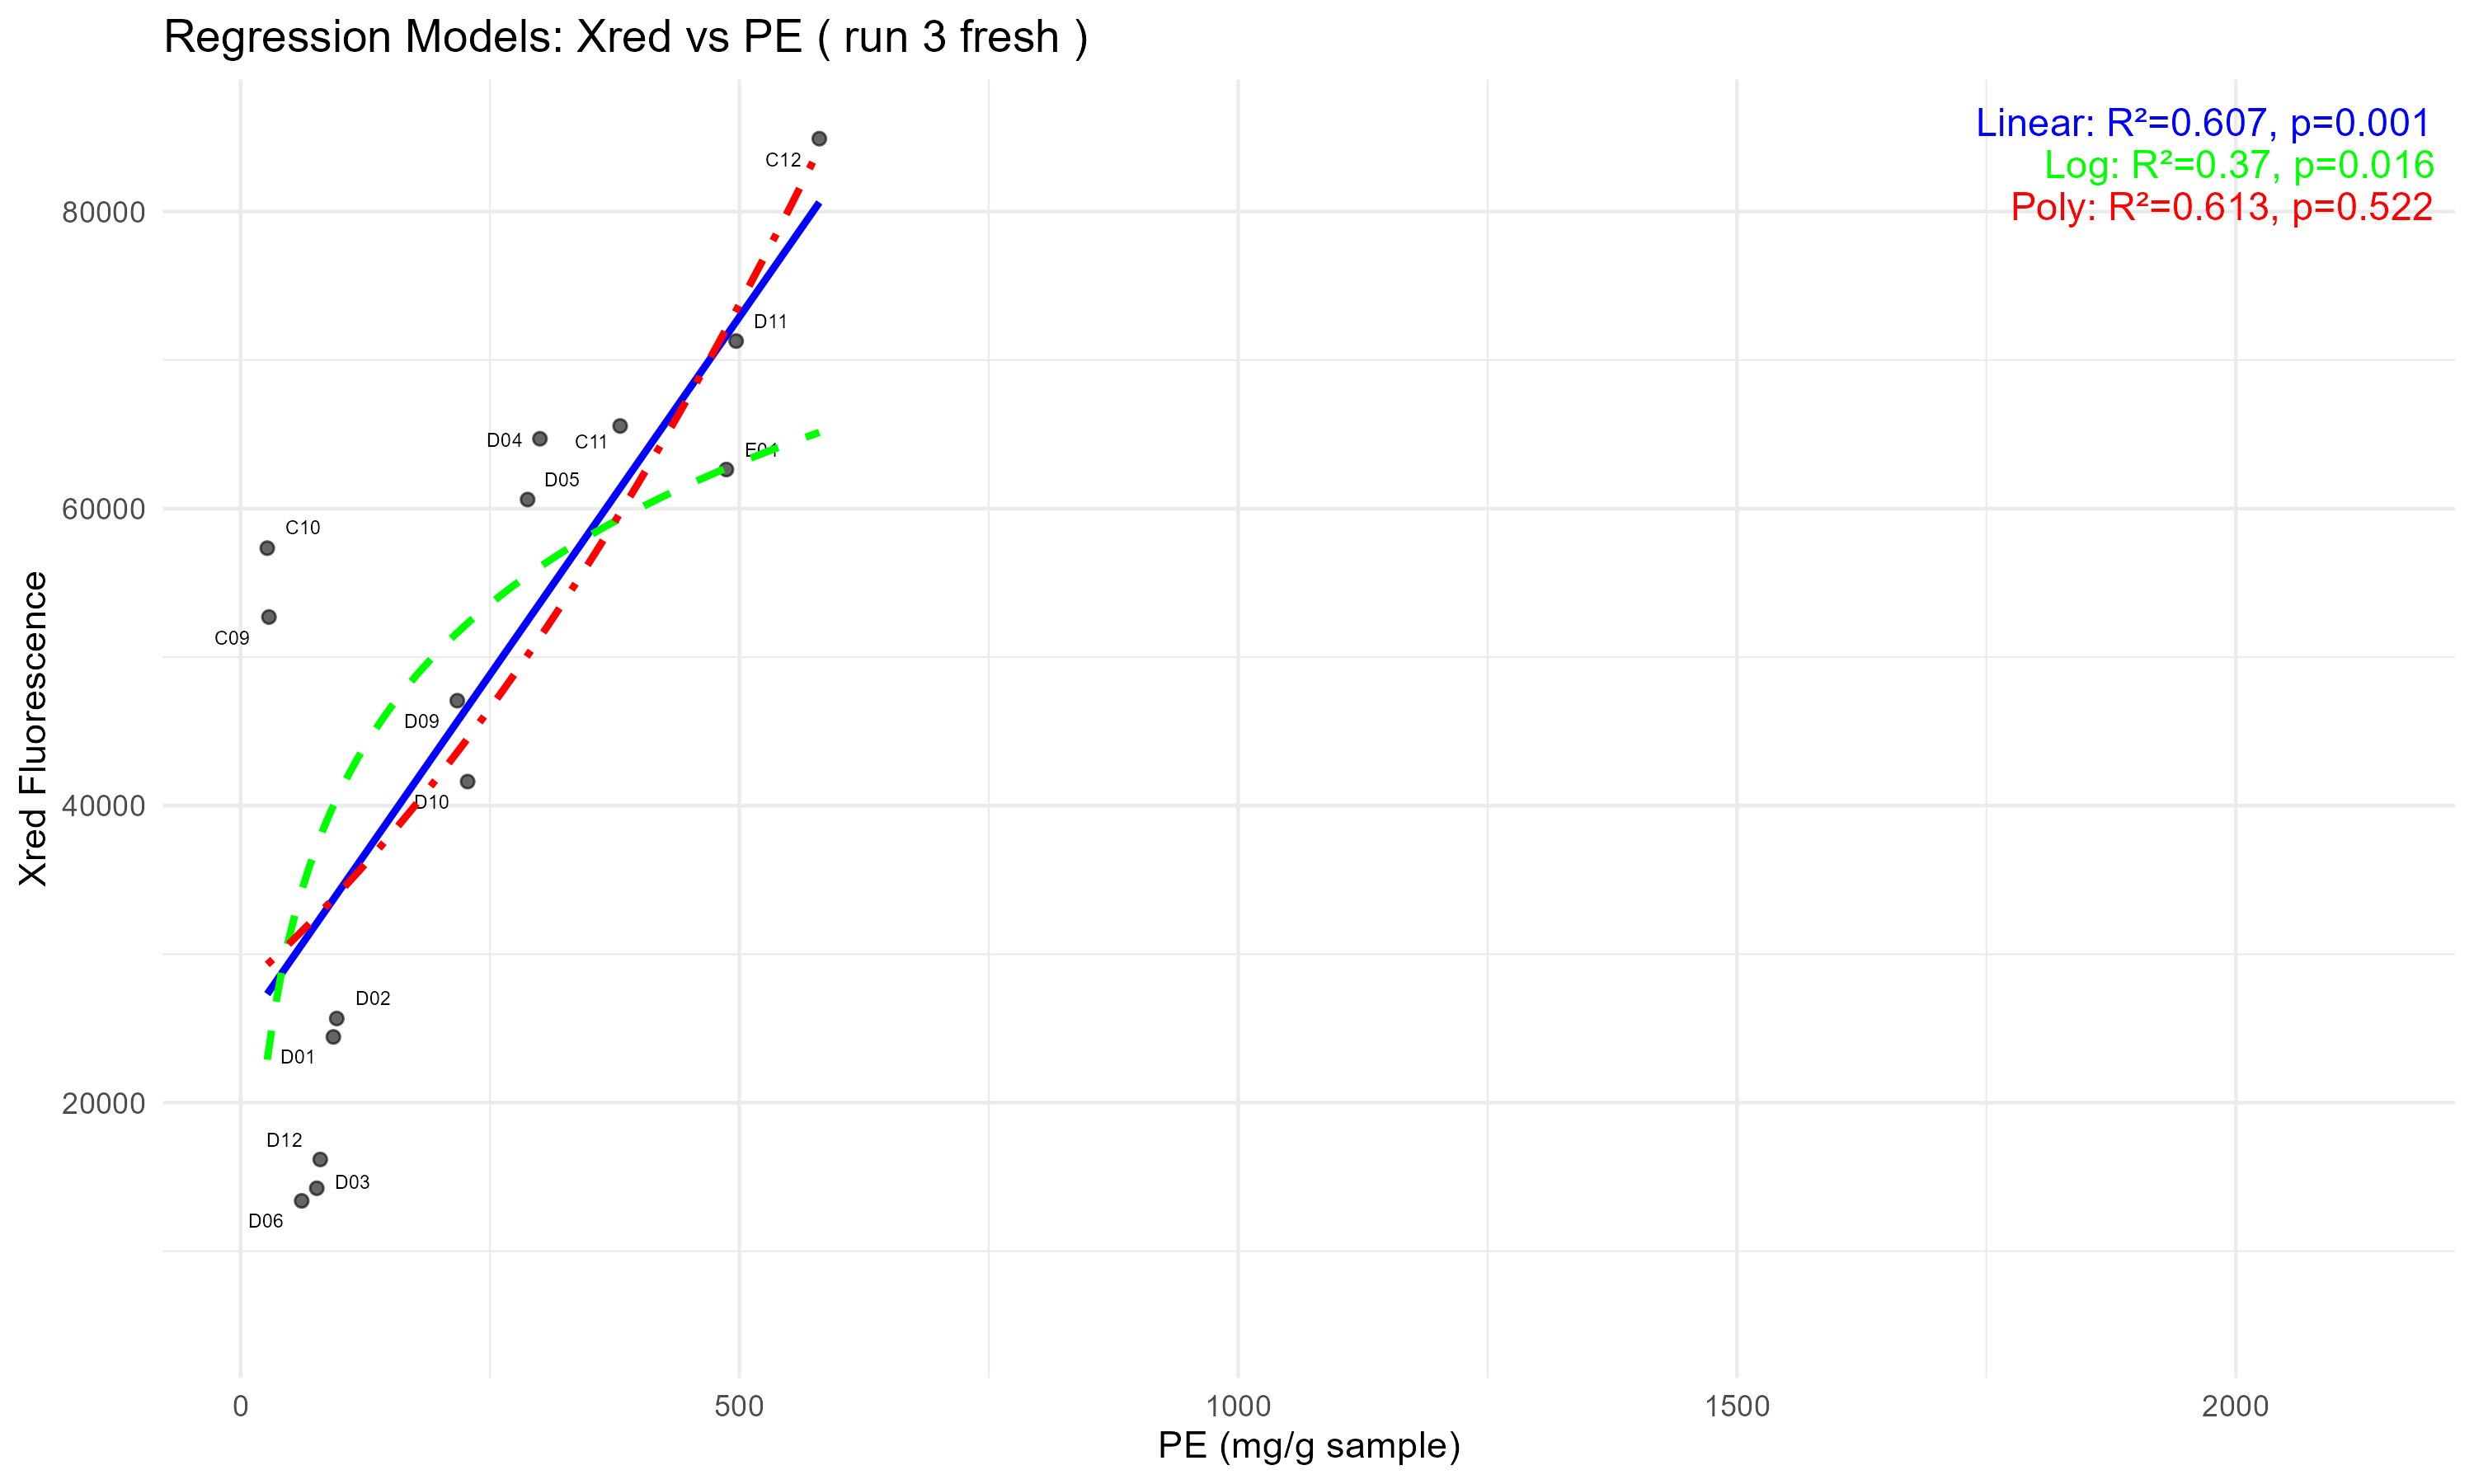 Regression Models: Xred vs PE ( run 3 fresh )
Linear: R²=0.607, p=0.001
Log: R²=0.37, p=0.016
Poly: R²=0.613, p=0.522
C12
D11
D04
C11
E04
D05
C10
C09
D09
D10
D02
D01
D12
D03
D06
80000
60000
40000
20000
Xred Fluorescence
0
500
1000
1500
2000
PE (mg/g sample)